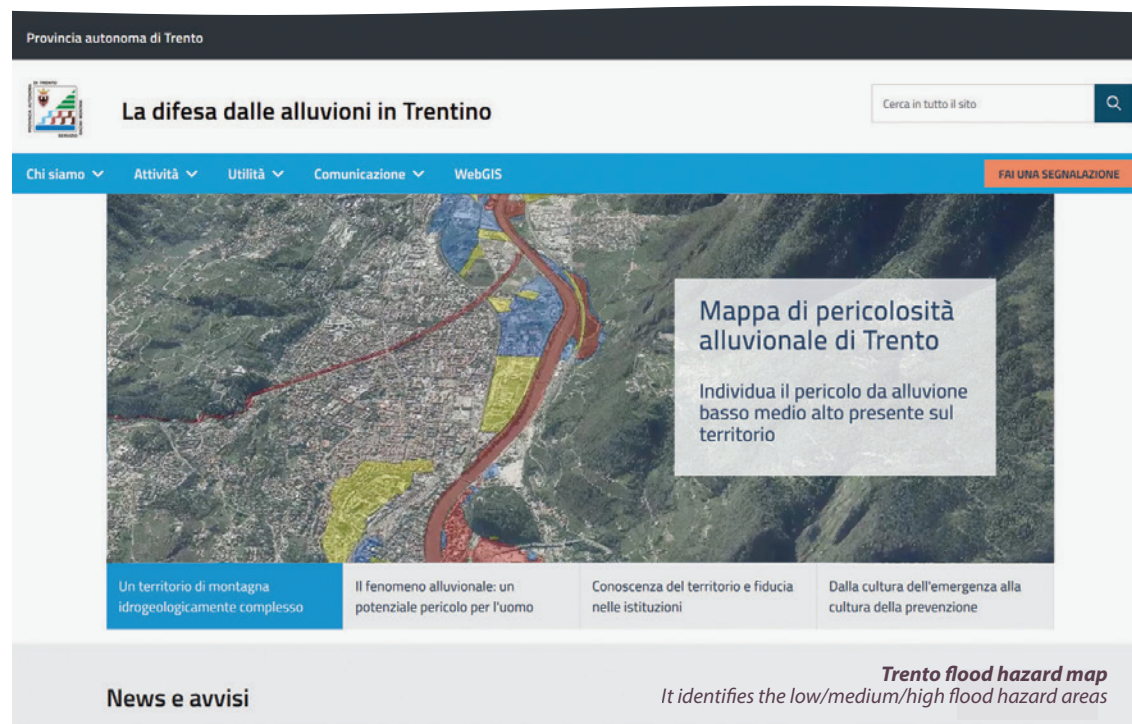 Provincia autonoma di Trento
La difesa dalle alluvioni in Trentino
Cerca in tutto il sito
Chi siamo
Attività
Utilità
Comunicazione
WebGIS
FAI UNA SEGNALAZIONE
Mappa di pericolosità
alluvionale di Trento
Individua il pericolo da alluvione
basso medio alto presente sul
territorio
Un territorio di montagna
idrogeologicamente complesso
Il fenomeno alluvionale: un
potenziale pericolo per l'uomo
Conoscenza del territorio e fiducia
nelle istituzioni
Dalla cultura dell'emergenza alla
cultura della prevenzione
News e avvisi
Trento flood hazard map
It identifies the low/medium/high flood hazard areas